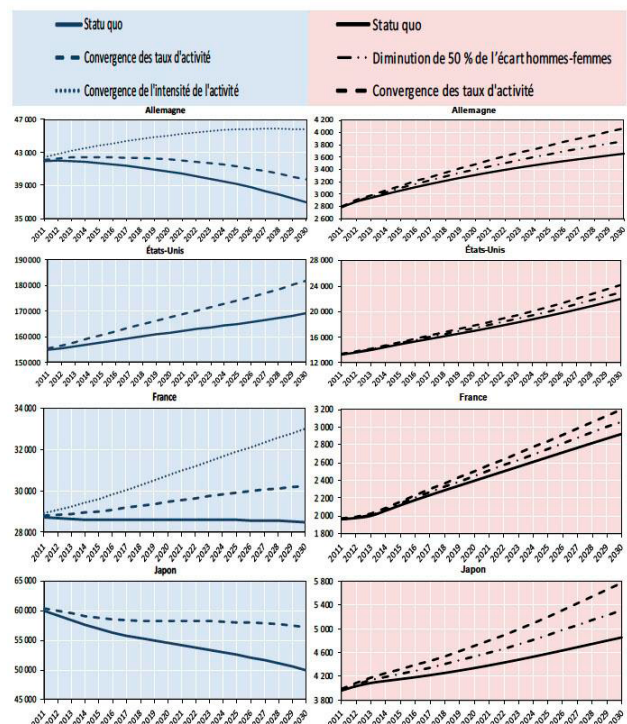 Statu quo
Convergence des taux d'activité
Convergence de l'intensité de l'activité
Statu quo
Diminution de 50 % de l'écart hommes-femmes
Convergence des taux d'activité
Allemagne
47 000
43 000
39 000
35 000
2011 2012 2013 2014 2015 2016 2017 2018 2019 2020 2021 2022 2023 2024 2025 2026 2027 2028 2029 2030
Allemagne
4 200
4 000
3 800
3 600
3 400
3 200
3 000
2 800
2 600
2011 2012 2013 2014 2015 2016 2017 2018 2019 2020 2021 2022 2023 2024 2025 2026 2027 2028 2029 2030
États-Unis
190 000
180 000
170 000
160 000
150 000
2011 2012 2013 2014 2015 2016 2017 2018 2019 2020 2021 2022 2023 2024 2025 2026 2027 2028 2029 2030
États-Unis
28 000
24 000
20 000
16 000
12 000
2011 2012 2013 2014 2015 2016 2017 2018 2019 2020 2021 2022 2023 2024 2025 2026 2027 2028 2029 2030
France
34 000
32 000
30 000
28 000
2011 2012 2013 2014 2015 2016 2017 2018 2019 2020 2021 2022 2023 2024 2025 2026 2027 2028 2029 2030
France
3 200
3 000
2 800
2 600
2 400
2 200
2 000
1 800
2011 2012 2013 2014 2015 2016 2017 2018 2019 2020 2021 2022 2023 2024 2025 2026 2027 2028 2029 2030
Japon
65 000
60 000
55 000
50 000
45 000
2011 2012 2013 2014 2015 2016 2017 2018 2019 2020 2021 2022 2023 2024 2025 2026 2027 2028 2029 2030
Japon
5 800
5 400
5 000
4 600
4 200
3 800
2011 2012 2013 2014 2015 2016 2017 2018 2019 2020 2021 2022 2023 2024 2025 2026 2027 2028 2029 2030